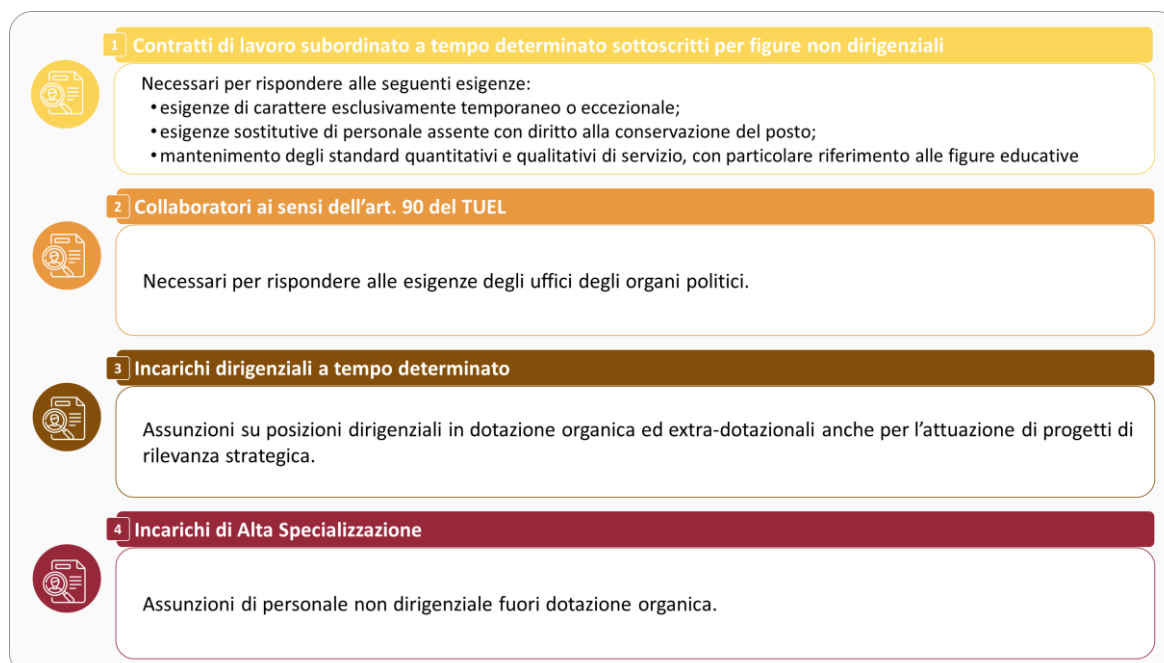 1 Contratti di lavoro subordinato a tempo determinato sottoscritti per figure non dirigenziali
Necessari per rispondere alle seguenti esigenze:
• esigenze di carattere esclusivamente temporaneo o eccezionale;
• esigenze sostitutive di personale assente con diritto alla conservazione del posto;
• mantenimento degli standard quantitativi e qualitativi di servizio, con particolare riferimento alle figure educative
2 Collaboratori ai sensi dell’art. 90 del TUEL
Necessari per rispondere alle esigenze degli uffici degli organi politici.
3 Incarichi dirigenziali a tempo determinato
Assunzioni su posizioni dirigenziali in dotazione organica ed extra-dotazionali anche per l’attuazione di progetti di
rilevanza strategica.
4 Incarichi di Alta Specializzazione
Assunzioni di personale non dirigenziale fuori dotazione organica.